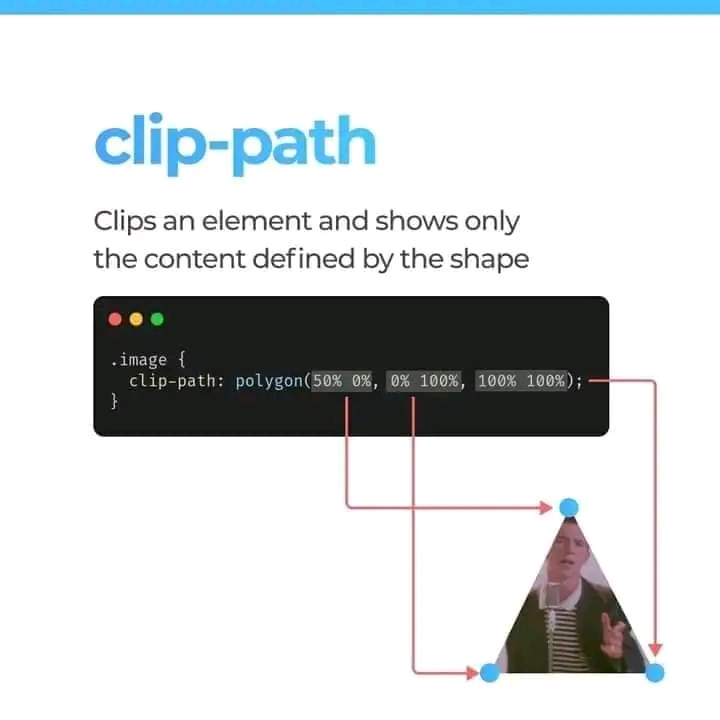 clip-path
Clips an element and shows only
the content defined by the shape
.image {
  clip-path: polygon(50% 0%, 0% 100%, 100% 100%);
}